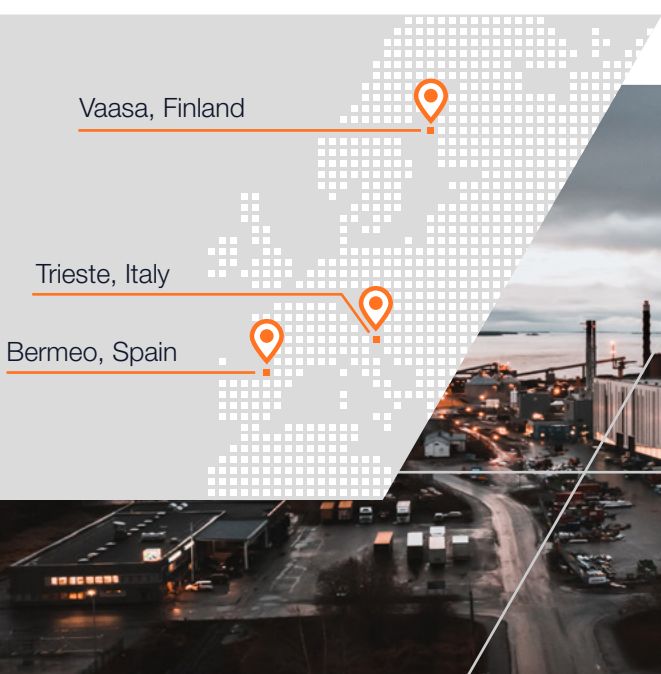 Vaasa, Finland
Trieste, Italy
Bermeo, Spain